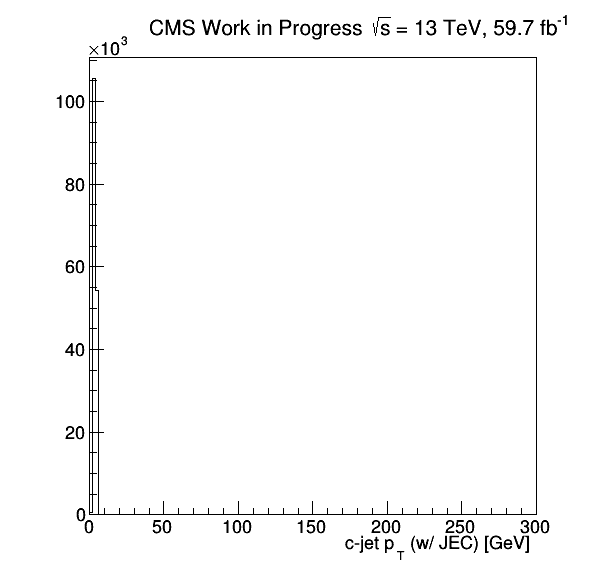 CMS Work in Progress √s = 13 TeV, 59.7 fb⁻¹
×10³
100
80
60
40
20
0
0 50 100 150 200 250 300
c-jet p_T (w/ JEC) [GeV]